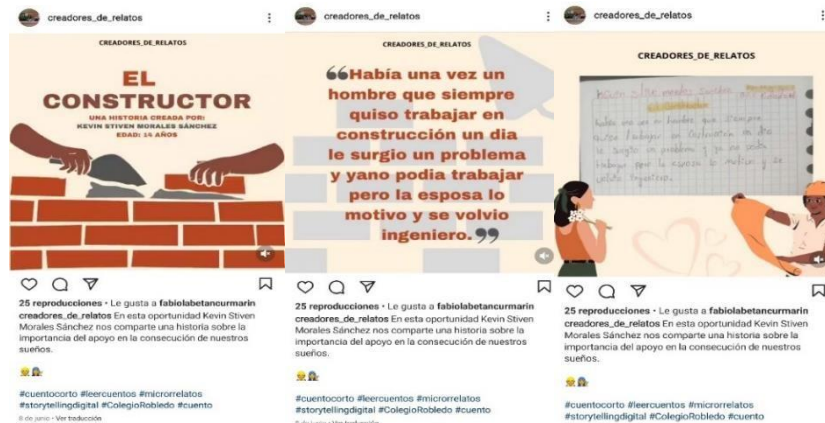 creadores_de_relatos
CREADORES_DE_RELATOS
EL
CONSTRUCTOR
UNA HISTORIA CREADA POR:
KEVIN STIVEN MORALES SÁNCHEZ
EDAD: 14 AÑOS
25 reproducciones • Le gusta a fabiolabetancurmarin
creadores_de_relatos En esta oportunidad Kevin Stiven
Morales Sánchez nos comparte una historia sobre la
importancia del apoyo en la consecución de nuestros
sueños.
#cuentocorto #leercuentos #microrrelatos
#storytellingdigital #ColegioRobledo #cuento
8 de junio • Ver traducción
creadores_de_relatos
CREADORES_DE_RELATOS
“Había una vez un
hombre que siempre
quiso trabajar en
construcción un dia
le surgio un problema
y yano podia trabajar
pero la esposa lo
motivo y se volvio
ingeniero.”
25 reproducciones • Le gusta a fabiolabetancurmarin
creadores_de_relatos En esta oportunidad Kevin Stiven
Morales Sánchez nos comparte una historia sobre la
importancia del apoyo en la consecución de nuestros
sueños.
#cuentocorto #leercuentos #microrrelatos
#storytellingdigital #ColegioRobledo #cuento
creadores_de_relatos
CREADORES_DE_RELATOS
25 reproducciones • Le gusta a fabiolabetancurmarin
creadores_de_relatos En esta oportunidad Kevin Stiven
Morales Sánchez nos comparte una historia sobre la
importancia del apoyo en la consecución de nuestros
sueños.
#cuentocorto #leercuentos #microrrelatos
#storytellingdigital #ColegioRobledo #cuento